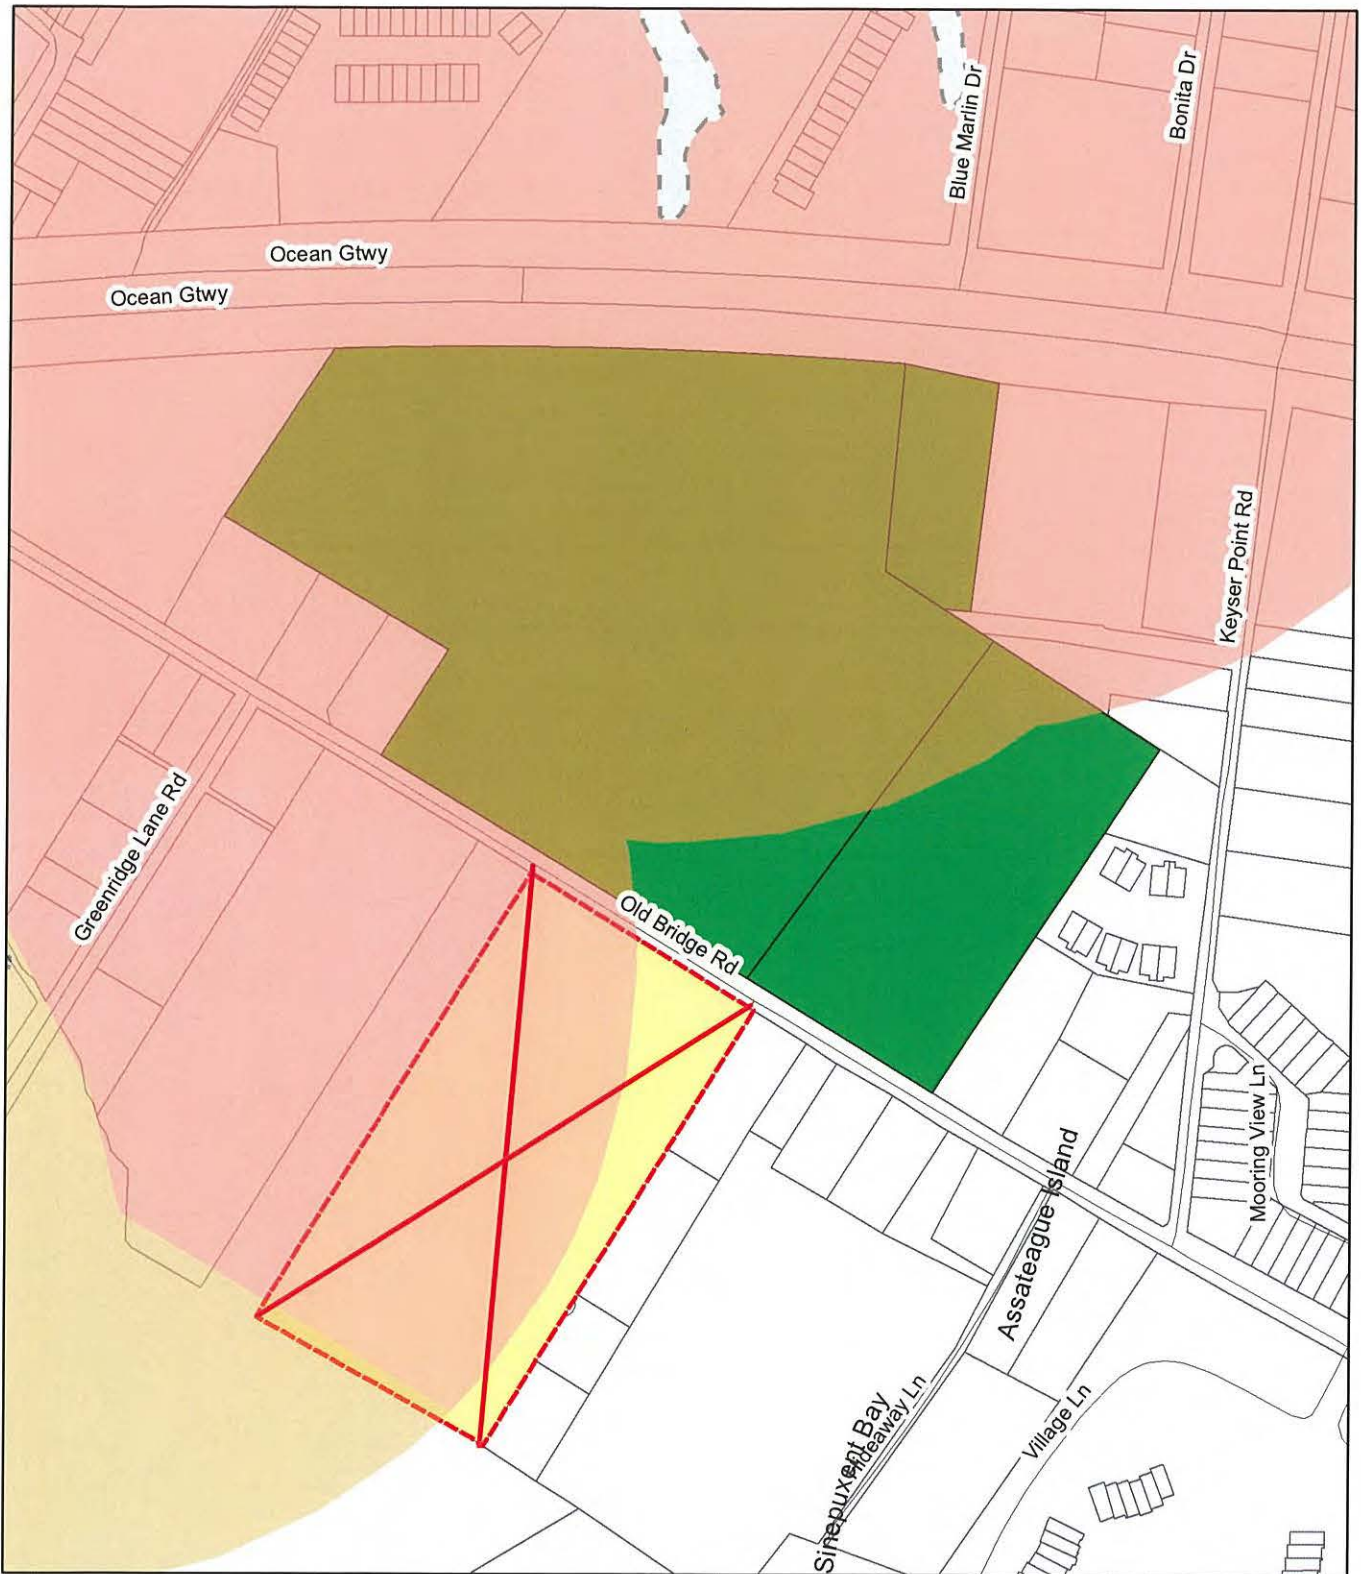 Blue Marlin Dr
Bonita Dr
Ocean Gtwy
Ocean Gtwy
Keyser Point Rd
Greenridge Lane Rd
Old Bridge Rd
Mooring View Ln
Assateague Island
Sinepuxent Bay
Hideaway Ln
Village Ln